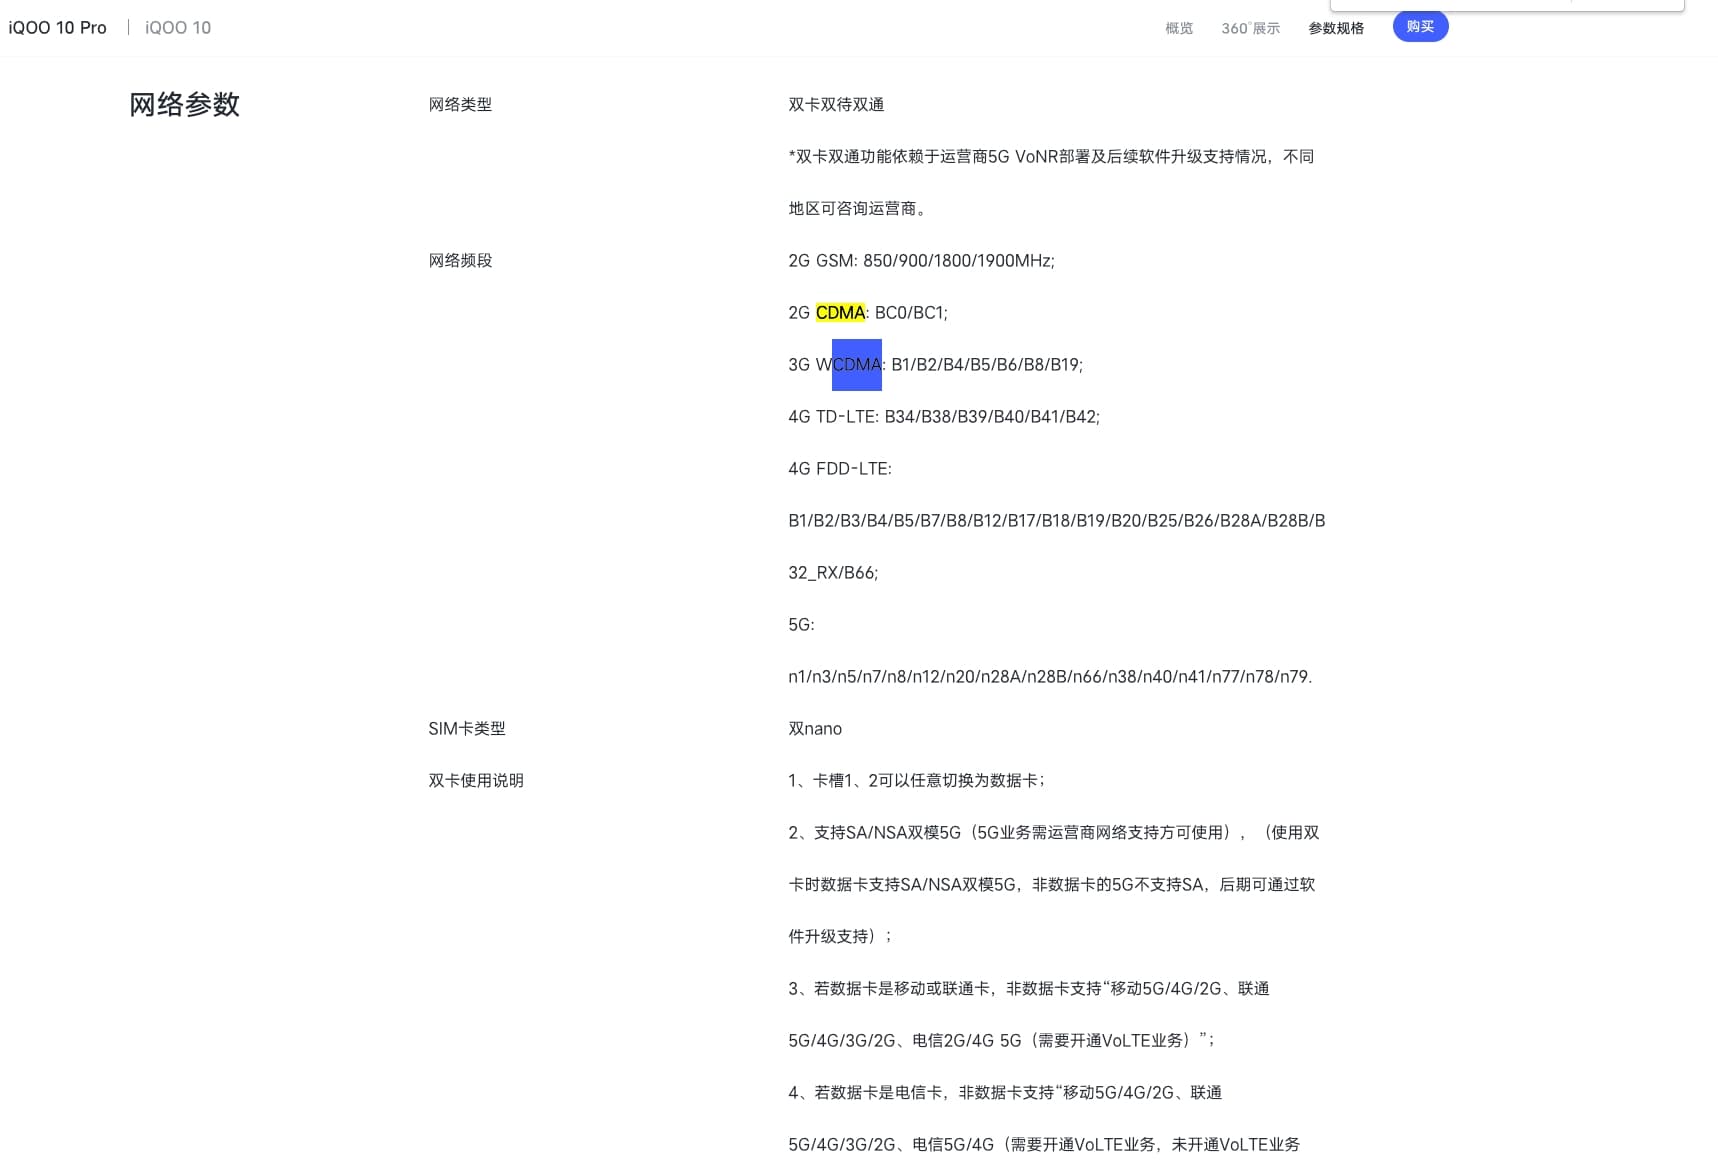 iQOO 10 Pro | iQOO 10 概览 360°展示 参数规格 购买
网络参数
网络类型 双卡双待双通
*双卡双通功能依赖于运营商5G VoNR部署及后续软件升级支持情况，不同
地区可咨询运营商。
网络频段 2G GSM: 850/900/1800/1900MHz;
2G CDMA: BC0/BC1;
3G WCDMA: B1/B2/B4/B5/B6/B8/B19;
4G TD-LTE: B34/B38/B39/B40/B41/B42;
4G FDD-LTE:
B1/B2/B3/B4/B5/B7/B8/B12/B17/B18/B19/B20/B25/B26/B28A/B28B/B
32_RX/B66;
5G:
n1/n3/n5/n7/n8/n12/n20/n28A/n28B/n66/n38/n40/n41/n77/n78/n79.
SIM卡类型 双nano
双卡使用说明 1、卡槽1、2可以任意切换为数据卡；
2、支持SA/NSA双模5G（5G业务需运营商网络支持方可使用），（使用双
卡时数据卡支持SA/NSA双模5G，非数据卡的5G不支持SA，后期可通过软
件升级支持）；
3、若数据卡是移动或联通卡，非数据卡支持“移动5G/4G/2G、联通
5G/4G/3G/2G、电信2G/4G 5G（需要开通VoLTE业务）”；
4、若数据卡是电信卡，非数据卡支持“移动5G/4G/2G、联通
5G/4G/3G/2G、电信5G/4G（需要开通VoLTE业务，未开通VoLTE业务